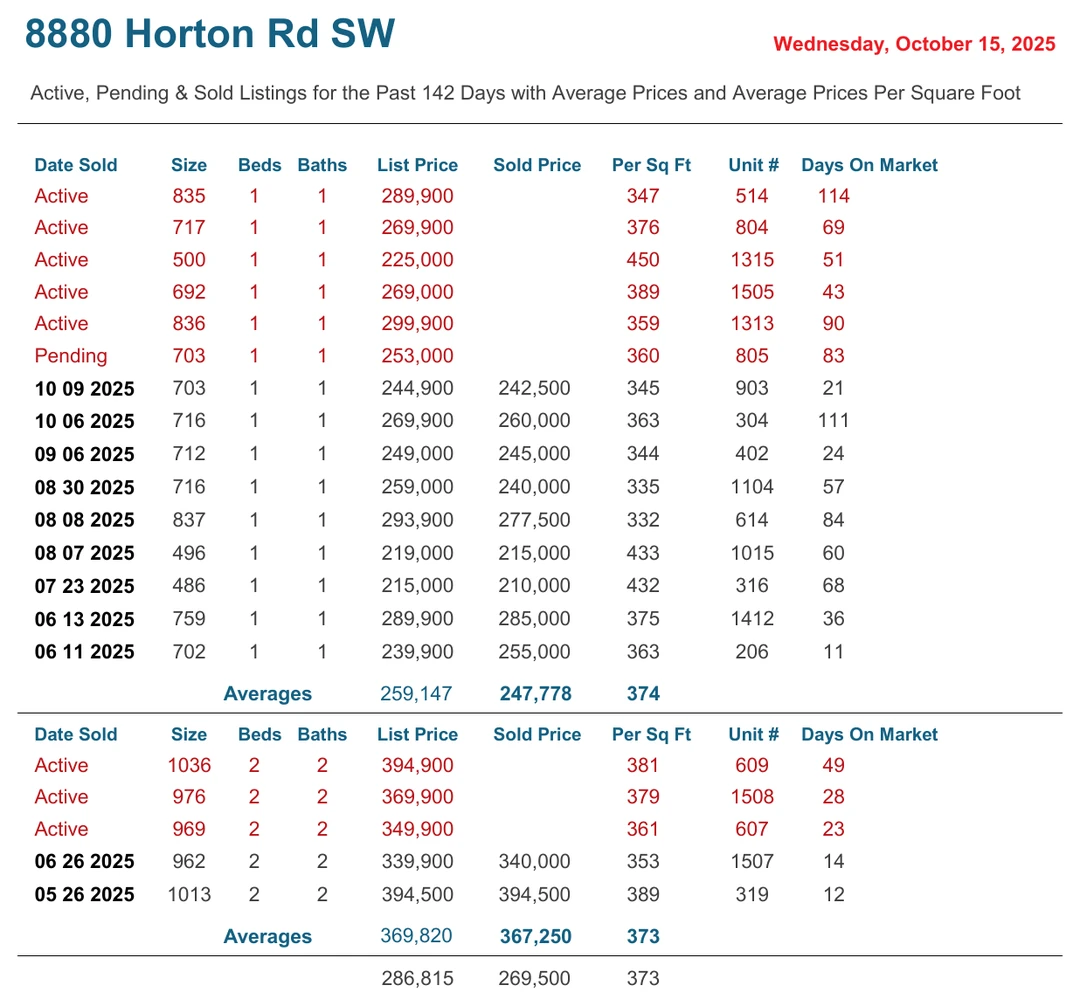 8880 Horton Rd SW
Wednesday, October 15, 2025
Active, Pending & Sold Listings for the Past 142 Days with Average Prices and Average Prices Per Square Foot
Date Sold Size Beds Baths List Price Sold Price Per Sq Ft Unit # Days On Market
Active 835 1 1 289,900 347 514 114
Active 717 1 1 269,900 376 804 69
Active 500 1 1 225,000 450 1315 51
Active 692 1 1 269,000 389 1505 43
Active 836 1 1 299,900 359 1313 90
Pending 703 1 1 253,000 360 805 83
10 09 2025 703 1 1 244,900 242,500 345 903 21
10 06 2025 716 1 1 269,900 260,000 363 304 111
09 06 2025 712 1 1 249,000 245,000 344 402 24
08 30 2025 716 1 1 259,000 240,000 335 1104 57
08 08 2025 837 1 1 293,900 277,500 332 614 84
08 07 2025 496 1 1 219,000 215,000 433 1015 60
07 23 2025 486 1 1 215,000 210,000 432 316 68
06 13 2025 759 1 1 289,900 285,000 375 1412 36
06 11 2025 702 1 1 239,900 255,000 363 206 11
Averages 259,147 247,778 374
Date Sold Size Beds Baths List Price Sold Price Per Sq Ft Unit # Days On Market
Active 1036 2 2 394,900 381 609 49
Active 976 2 2 369,900 379 1508 28
Active 969 2 2 349,900 361 607 23
06 26 2025 962 2 2 339,900 340,000 353 1507 14
05 26 2025 1013 2 2 394,500 394,500 389 319 12
Averages 369,820 367,250 373
286,815 269,500 373